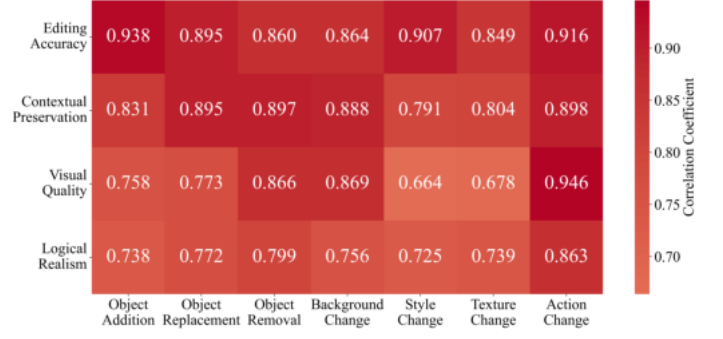 Editing
Accuracy
0.938 0.895 0.860 0.864 0.907 0.849 0.916
Contextual
Preservation
0.831 0.895 0.897 0.888 0.791 0.804 0.898
Visual
Quality
0.758 0.773 0.866 0.869 0.664 0.678 0.946
Logical
Realism
0.738 0.772 0.799 0.756 0.725 0.739 0.863
Object Object Object Background Style Texture Action
Addition Replacement Removal Change Change Change Change
0.90
0.85
0.80
0.75
0.70
Correlation Coefficient